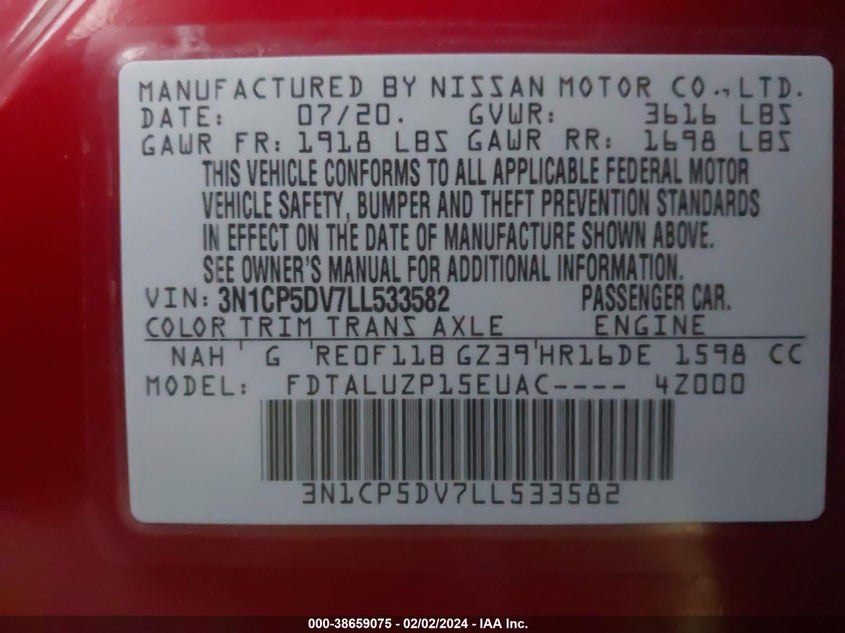 MANUFACTURED BY NISSAN MOTOR CO.,LTD.
DATE: 07/20. GVWR: 3616 LBS
GAWR FR: 1918 LBS GAWR RR: 1698 LBS
THIS VEHICLE CONFORMS TO ALL APPLICABLE FEDERAL MOTOR
VEHICLE SAFETY, BUMPER AND THEFT PREVENTION STANDARDS
IN EFFECT ON THE DATE OF MANUFACTURE SHOWN ABOVE.
SEE OWNER'S MANUAL FOR ADDITIONAL INFORMATION.
VIN: 3N1CP5DV7LL533582 PASSENGER CAR.
COLOR TRIM TRANS AXLE ENGINE
NAH ' G 'RE0F11B GZ39'HR16DE 1598 CC
MODEL: FDTALUZP15EUAC---- 4Z000
3N1CP5DV7LL533582
000-38659075 - 02/02/2024 - IAA Inc.